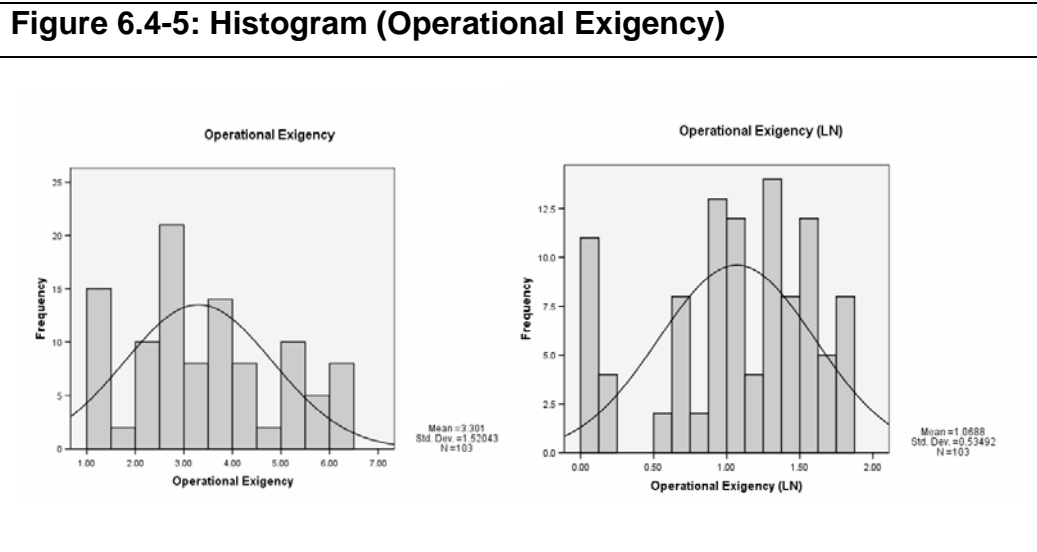 Figure 6.4-5: Histogram (Operational Exigency)
Operational Exigency
25
20
15
10
5
0
Frequency
1.00 2.00 3.00 4.00 5.00 6.00 7.00
Operational Exigency
Mean =3.301
Std. Dev. =1.52043
N =103
Operational Exigency (LN)
12.5
10.0
7.5
5.0
2.5
0.0
Frequency
0.00 0.50 1.00 1.50 2.00
Operational Exigency (LN)
Mean =1.0688
Std. Dev. =0.53492
N =103